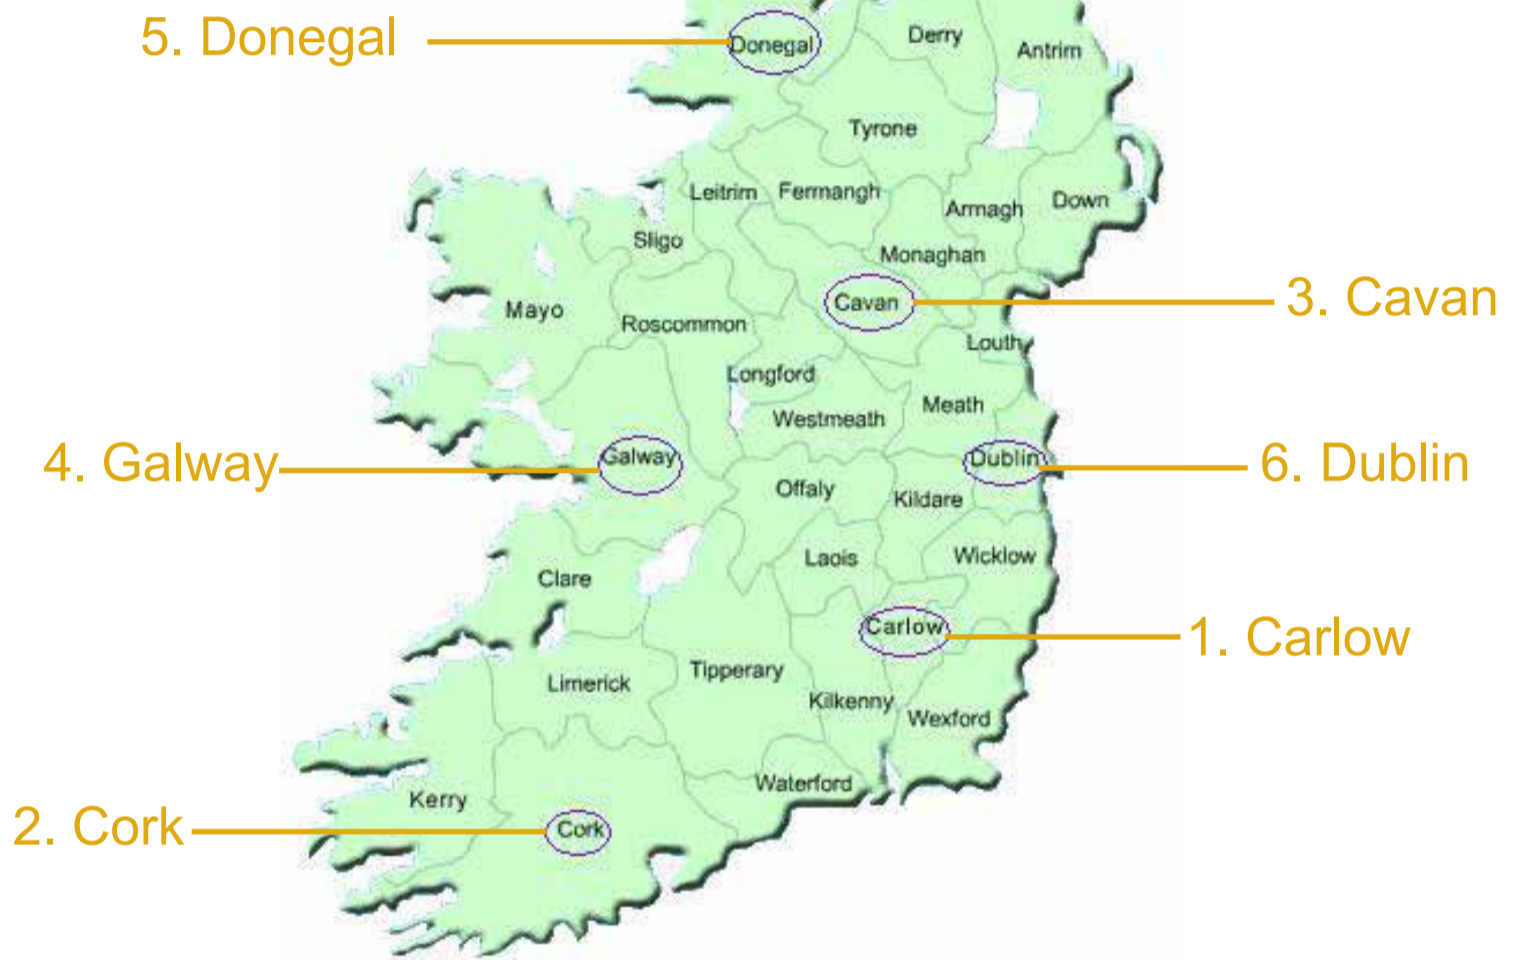 5. Donegal
Donegal
Derry
Antrim
Tyrone
Leitrim
Fermangh
Armagh
Down
Sligo
Monaghan
Cavan
3. Cavan
Mayo
Roscommon
Louth
Longford
Meath
Westmeath
4. Galway
Galway
Dublin
6. Dublin
Offaly
Kildare
Laois
Wicklow
Clare
Carlow
1. Carlow
Tipperary
Limerick
Kilkenny
Wexford
Waterford
Kerry
2. Cork
Cork